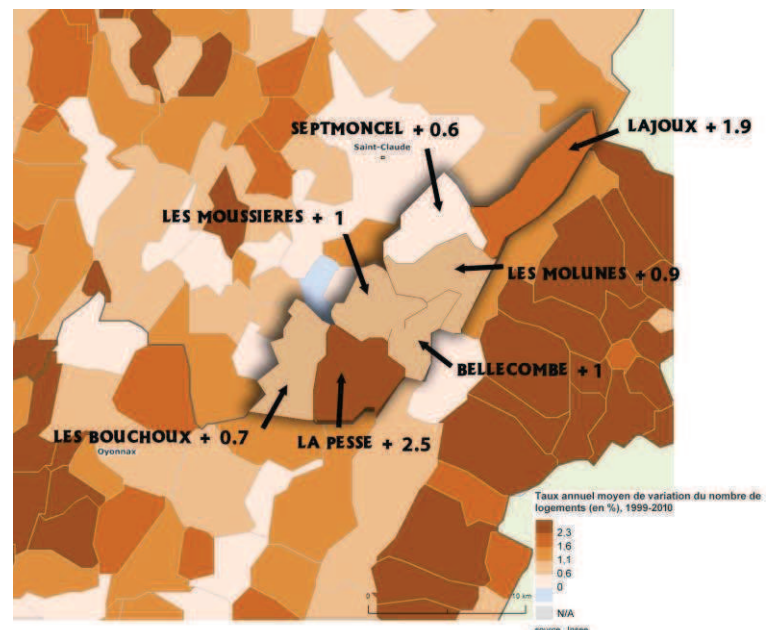 SEPTMONCEL + 0.6
LAJOUX + 1.9
Saint-Claude
LES MOUSSIERES + 1
LES MOLUNES + 0.9
BELLECOMBE + 1
LES BOUCHOUX + 0.7
LA PESSE + 2.5
Oyonnax
Taux annuel moyen de variation du nombre de
logements (en %), 1999-2010
2,3
1,6
1,1
0,6
0
N/A
0 10 km